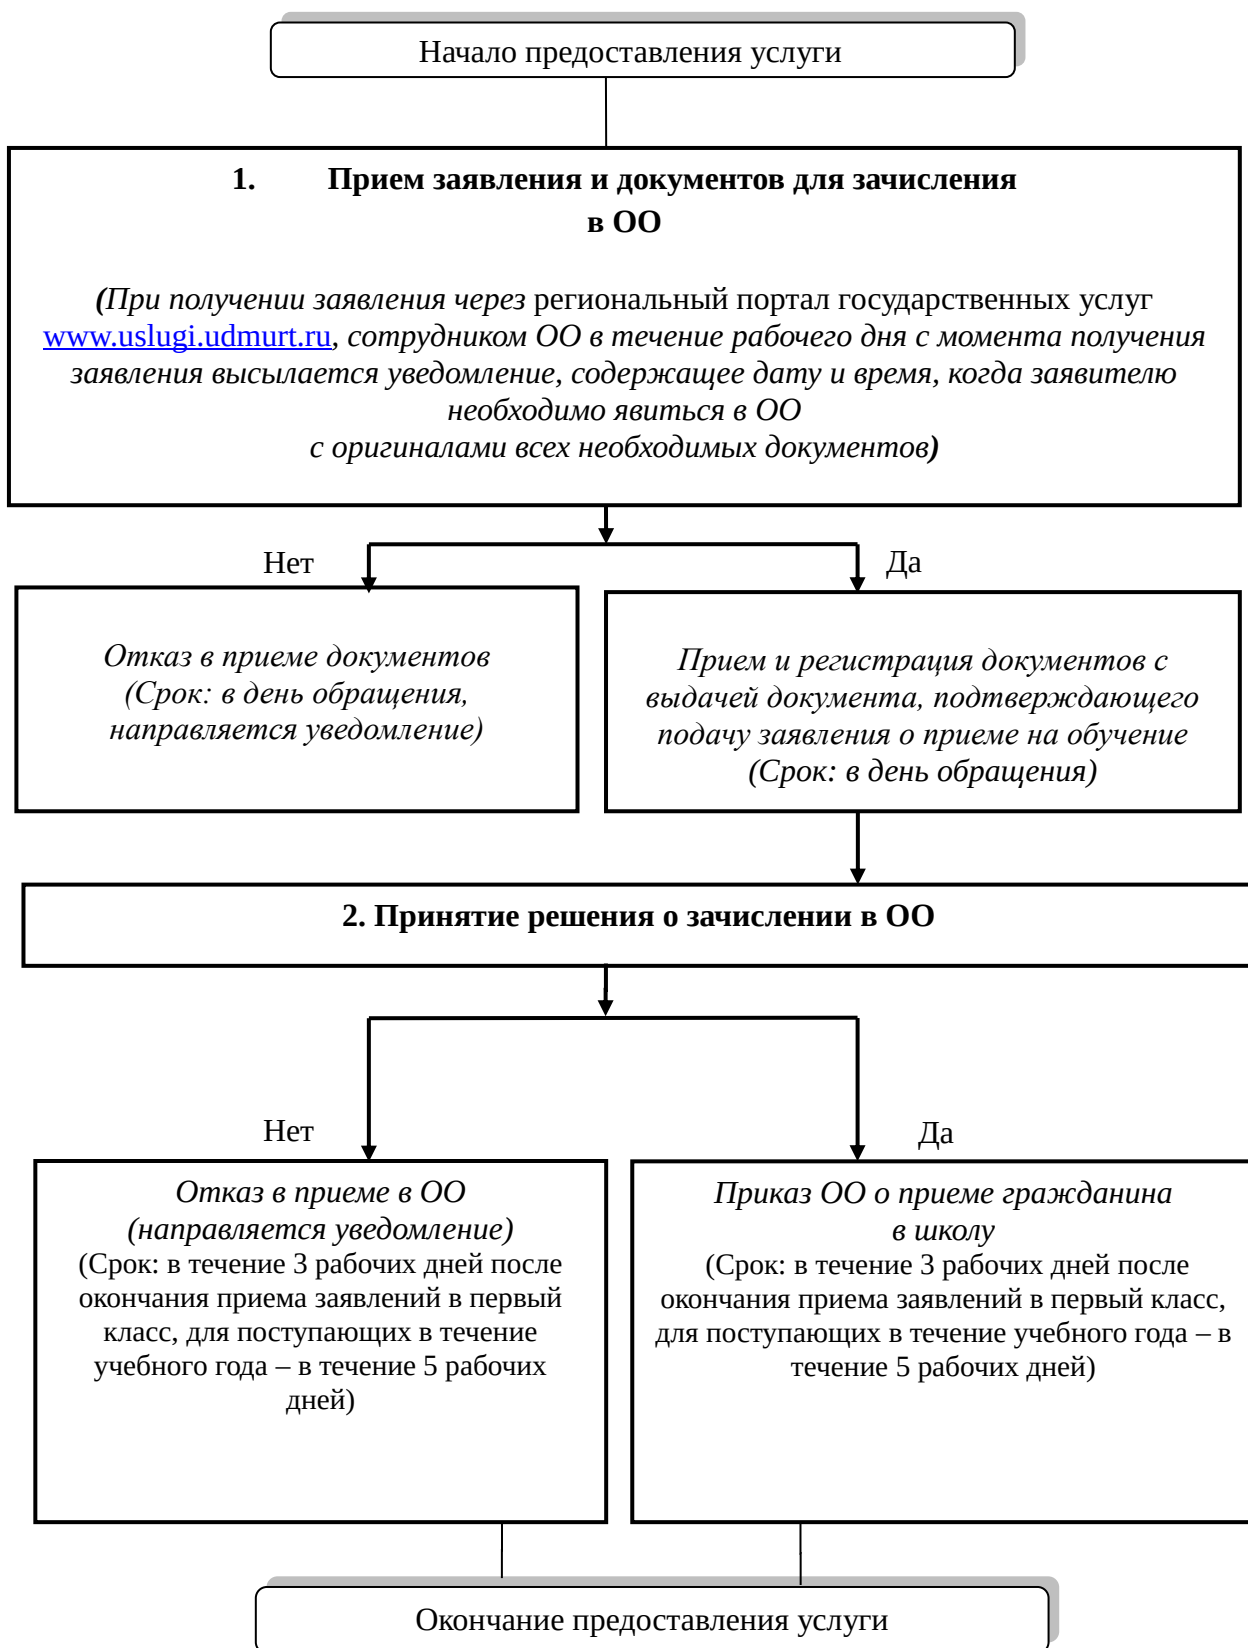 Начало предоставления услуги
1. Прием заявления и документов для зачисления
в ОО
(При получении заявления через региональный портал государственных услуг
www.uslugi.udmurt.ru, сотрудником ОО в течение рабочего дня с момента получения
заявления высылается уведомление, содержащее дату и время, когда заявителю
необходимо явиться в ОО
с оригиналами всех необходимых документов)
Нет
Да
Отказ в приеме документов
(Срок: в день обращения,
направляется уведомление)
Прием и регистрация документов с
выдачей документа, подтверждающего
подачу заявления о приеме на обучение
(Срок: в день обращения)
2. Принятие решения о зачислении в ОО
Нет
Да
Отказ в приеме в ОО
(направляется уведомление)
(Срок: в течение 3 рабочих дней после
окончания приема заявлений в первый
класс, для поступающих в течение
учебного года – в течение 5 рабочих
дней)
Приказ ОО о приеме гражданина
в школу
(Срок: в течение 3 рабочих дней после
окончания приема заявлений в первый класс,
для поступающих в течение учебного года – в
течение 5 рабочих дней)
Окончание предоставления услуги